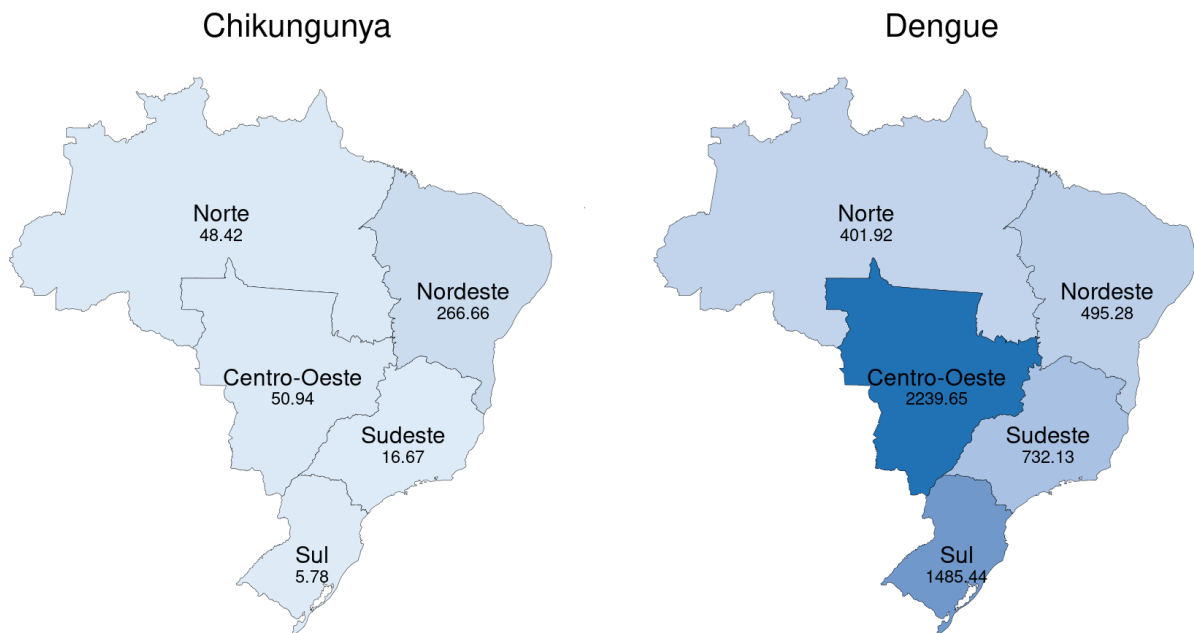 Chikungunya
Norte
48.42
Nordeste
266.66
Centro-Oeste
50.94
Sudeste
16.67
Sul
5.78
Dengue
Norte
401.92
Nordeste
495.28
Centro-Oeste
2239.65
Sudeste
732.13
Sul
1485.44